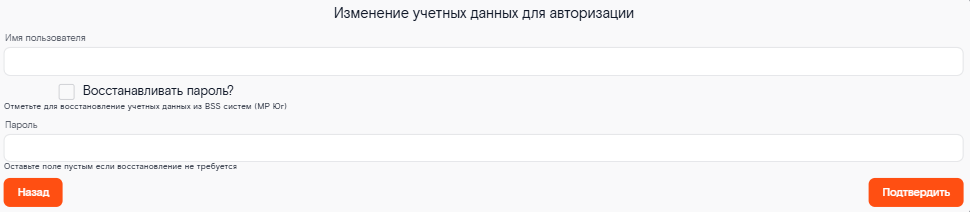 Изменение учетных данных для авторизации
Имя пользователя
Восстанавливать пароль?
Отметьте для восстановление учетных данных из BSS систем (МР Юг)
Пароль
Оставьте поле пустым если восстановление не требуется
Назад
Подтвердить